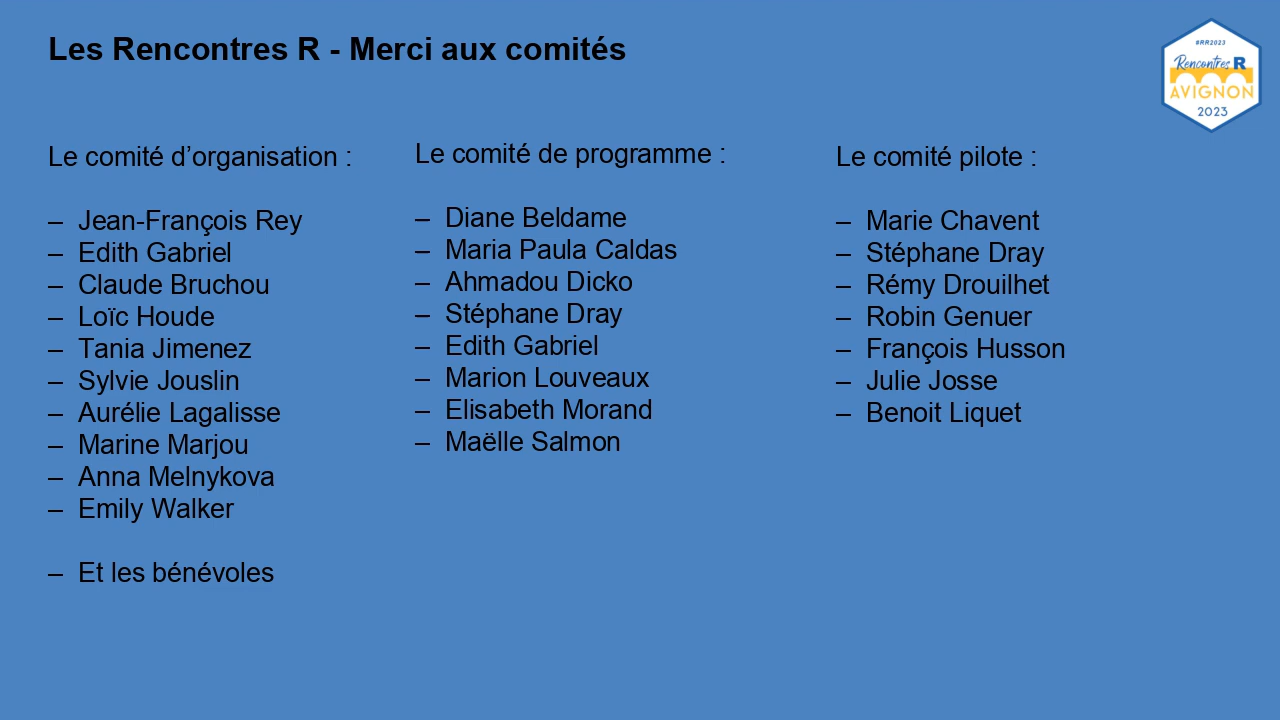 Les Rencontres R - Merci aux comités
#RR2023
Rencontres R
AVIGNON
2023
Le comité d’organisation :
– Jean-François Rey
– Edith Gabriel
– Claude Bruchou
– Loïc Houde
– Tania Jimenez
– Sylvie Jouslin
– Aurélie Lagalisse
– Marine Marjou
– Anna Melnykova
– Emily Walker
– Et les bénévoles
Le comité de programme :
– Diane Beldame
– Maria Paula Caldas
– Ahmadou Dicko
– Stéphane Dray
– Edith Gabriel
– Marion Louveaux
– Elisabeth Morand
– Maëlle Salmon
Le comité pilote :
– Marie Chavent
– Stéphane Dray
– Rémy Drouilhet
– Robin Genuer
– François Husson
– Julie Josse
– Benoit Liquet